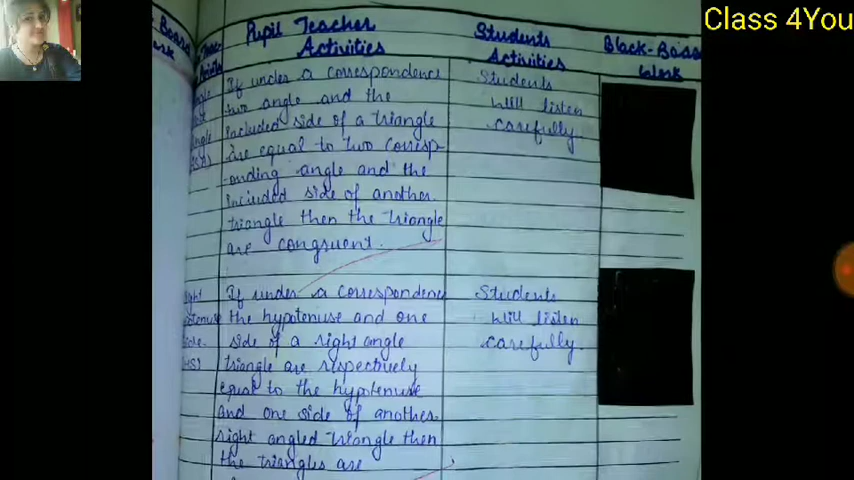 Class 4You
Pupil Teacher
Activities
Students
Activities
Black-Board
Work
If under a correspondence
two angle and the
included side of a triangle
are equal to two corresp-
onding angle and the
included side of another
triangle then the triangle
are congruent.
Students
will listen
carefully.
If under a correspondence
the hypotenuse and one
side of a right angle
triangle are respectively
equal to the hypotenuse
and one side of another
right angled triangle then
the triangles are
Students
will listen
carefully.